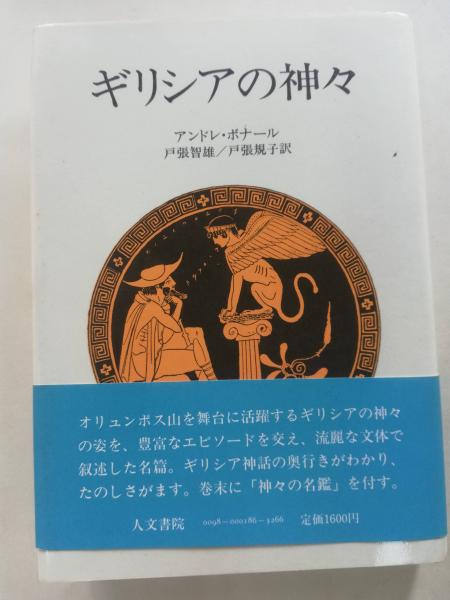 ギリシアの神々
アンドレ・ボナール
戸張智雄／戸張規子訳
オリュンポス山を舞台に活躍するギリシアの神々
の姿を、豊富なエピソードを交え、流麗な文体で
叙述した名篇。ギリシア神話の奥行きがわかり、
たのしさがます。巻末に「神々の名鑑」を付す。
人文書院 0098-000186-3266 定価1600円